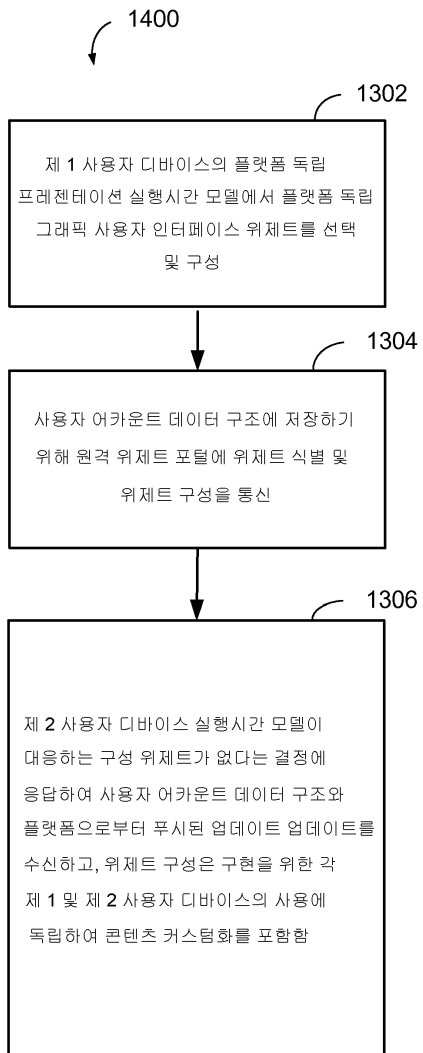 1400
1302
제 1 사용자 디바이스의 플랫폼 독립
프레젠테이션 실행시간 모델에서 플랫폼 독립
그래픽 사용자 인터페이스 위제트를 선택
및 구성
1304
사용자 어카운트 데이터 구조에 저장하기
위해 원격 위제트 포털에 위제트 식별 및
위제트 구성을 통신
1306
제 2 사용자 디바이스 실행시간 모델이
대응하는 구성 위제트가 없다는 결정에
응답하여 사용자 어카운트 데이터 구조와
플랫폼으로부터 푸시된 업데이트 업데이트를
수신하고, 위제트 구성은 구현을 위한 각
제 1 및 제 2 사용자 디바이스의 사용에
독립하여 콘텐츠 커스텀화를 포함함